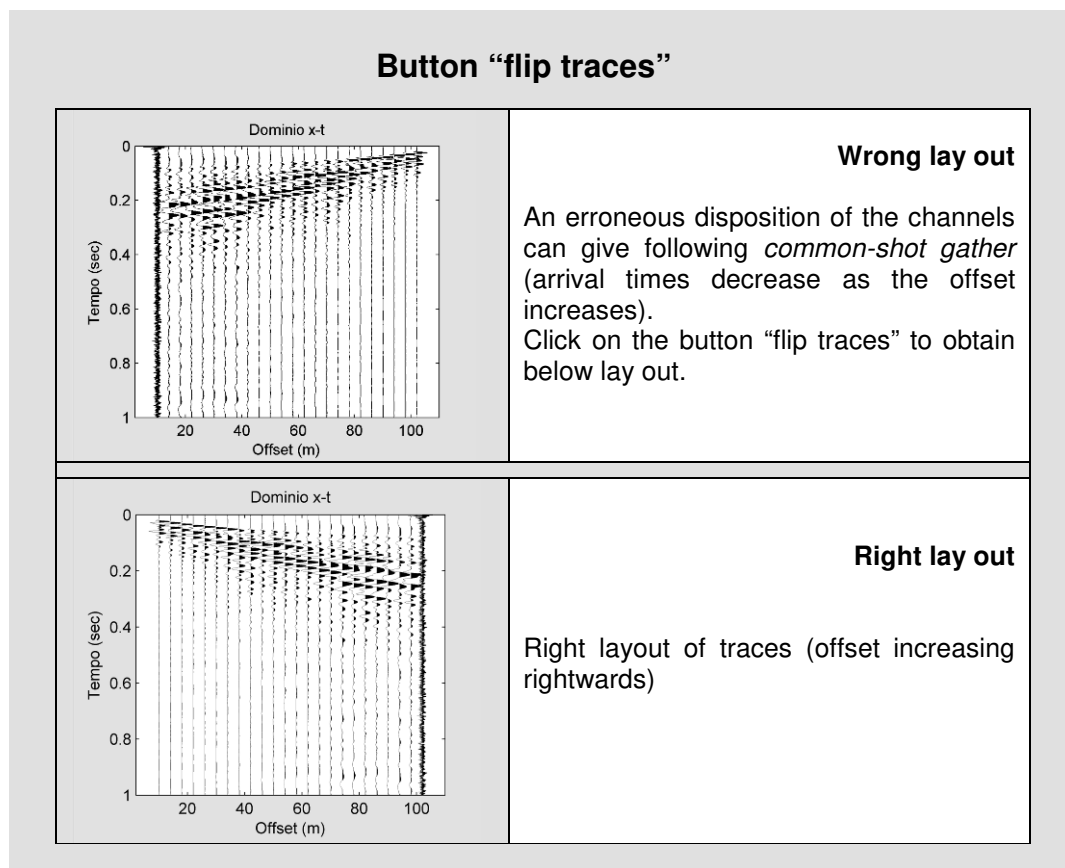 Button “flip traces”
Dominio x-t
0
0.2
0.4
0.6
0.8
1
Tempo (sec)
20 40 60 80 100
Offset (m)
Wrong lay out
An erroneous disposition of the channels
can give following common-shot gather
(arrival times decrease as the offset
increases).
Click on the button “flip traces” to obtain
below lay out.
Dominio x-t
0
0.2
0.4
0.6
0.8
1
Tempo (sec)
20 40 60 80 100
Offset (m)
Right lay out
Right layout of traces (offset increasing
rightwards)